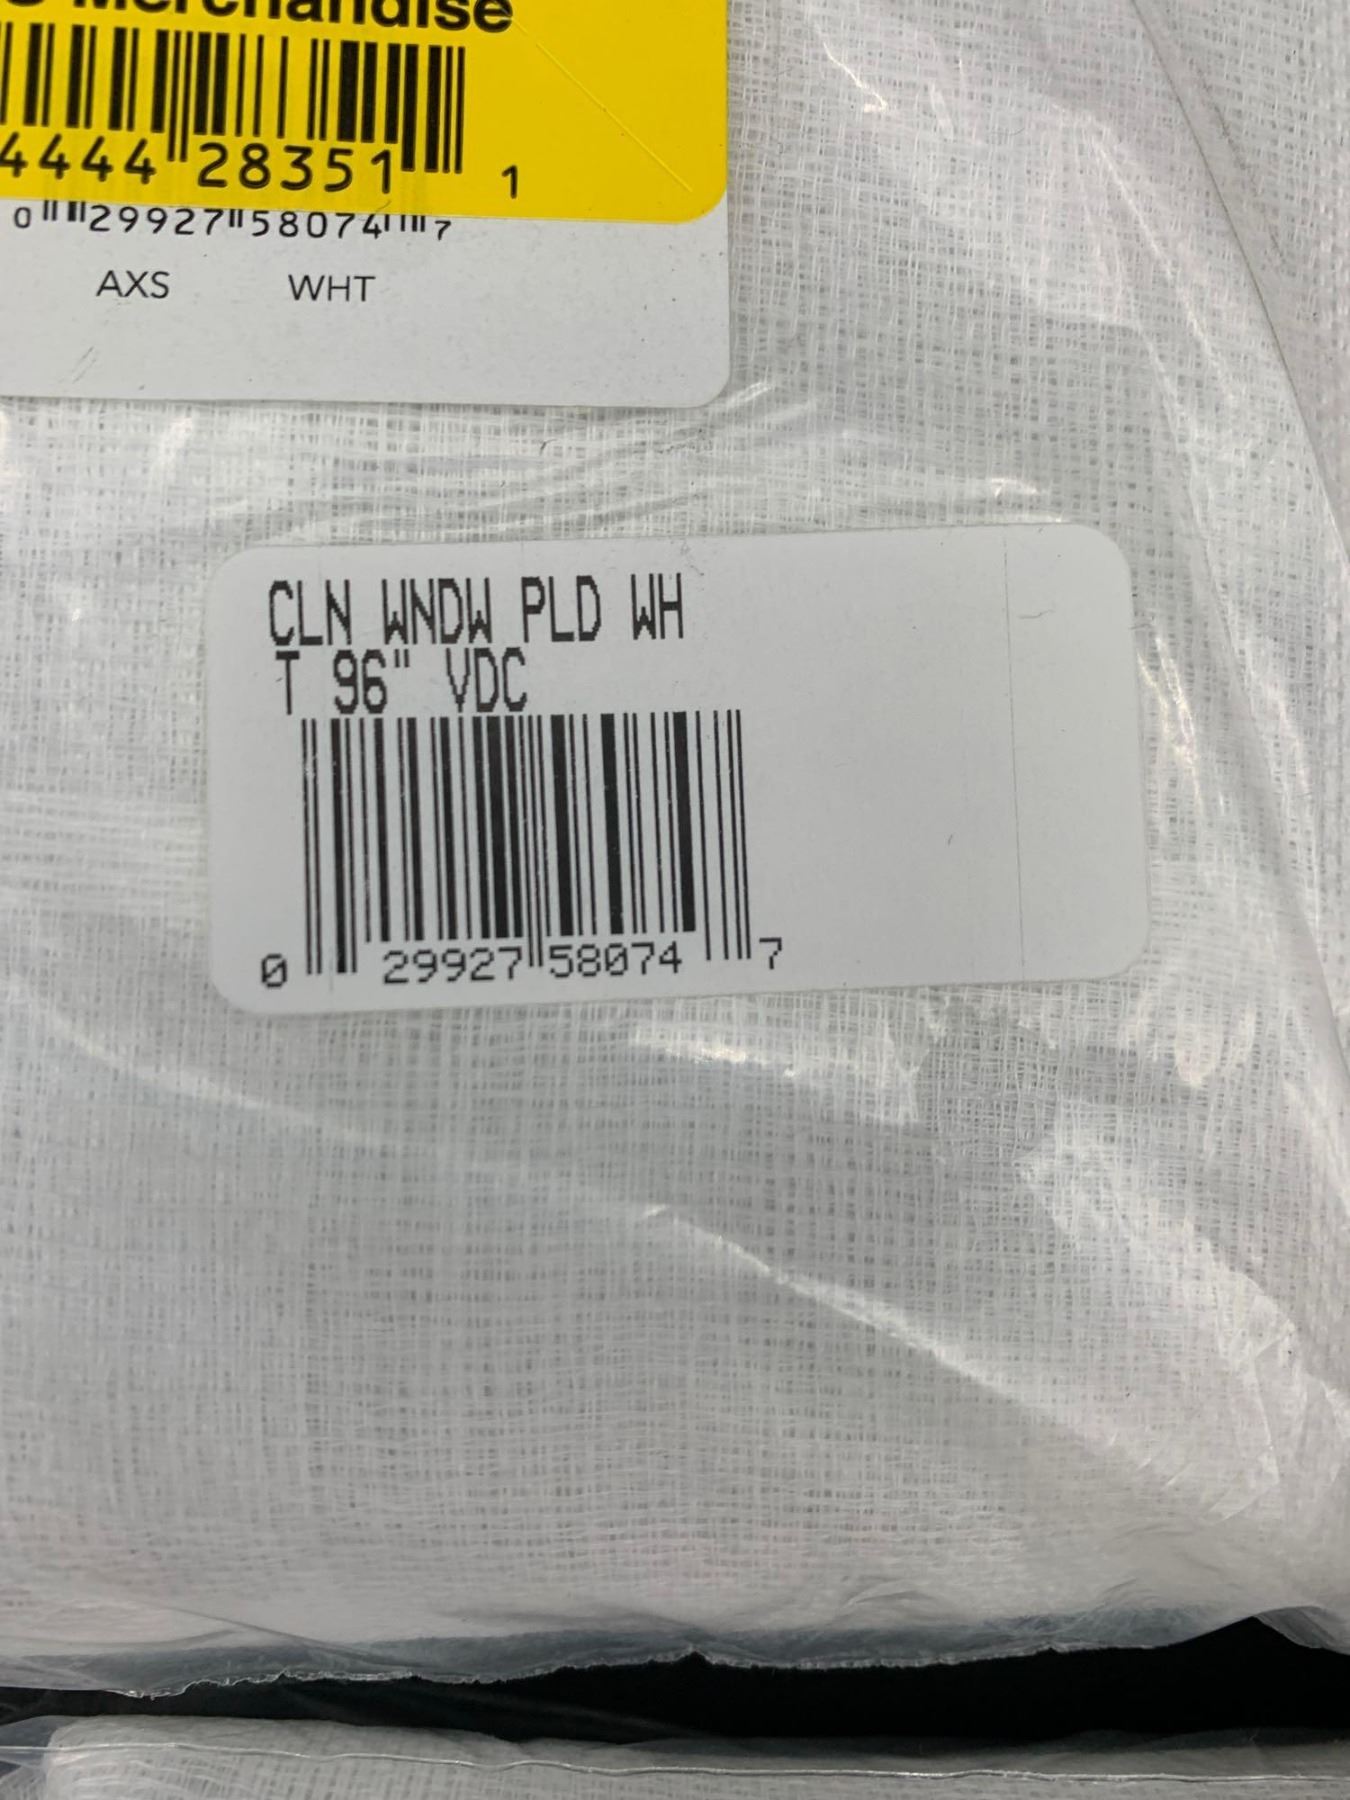 Merchandise
4444 28351 1
0 29927 58074 7
AXS WHT
CLN WNDW PLD WH
T 96" VDC
0 29927 58074 7